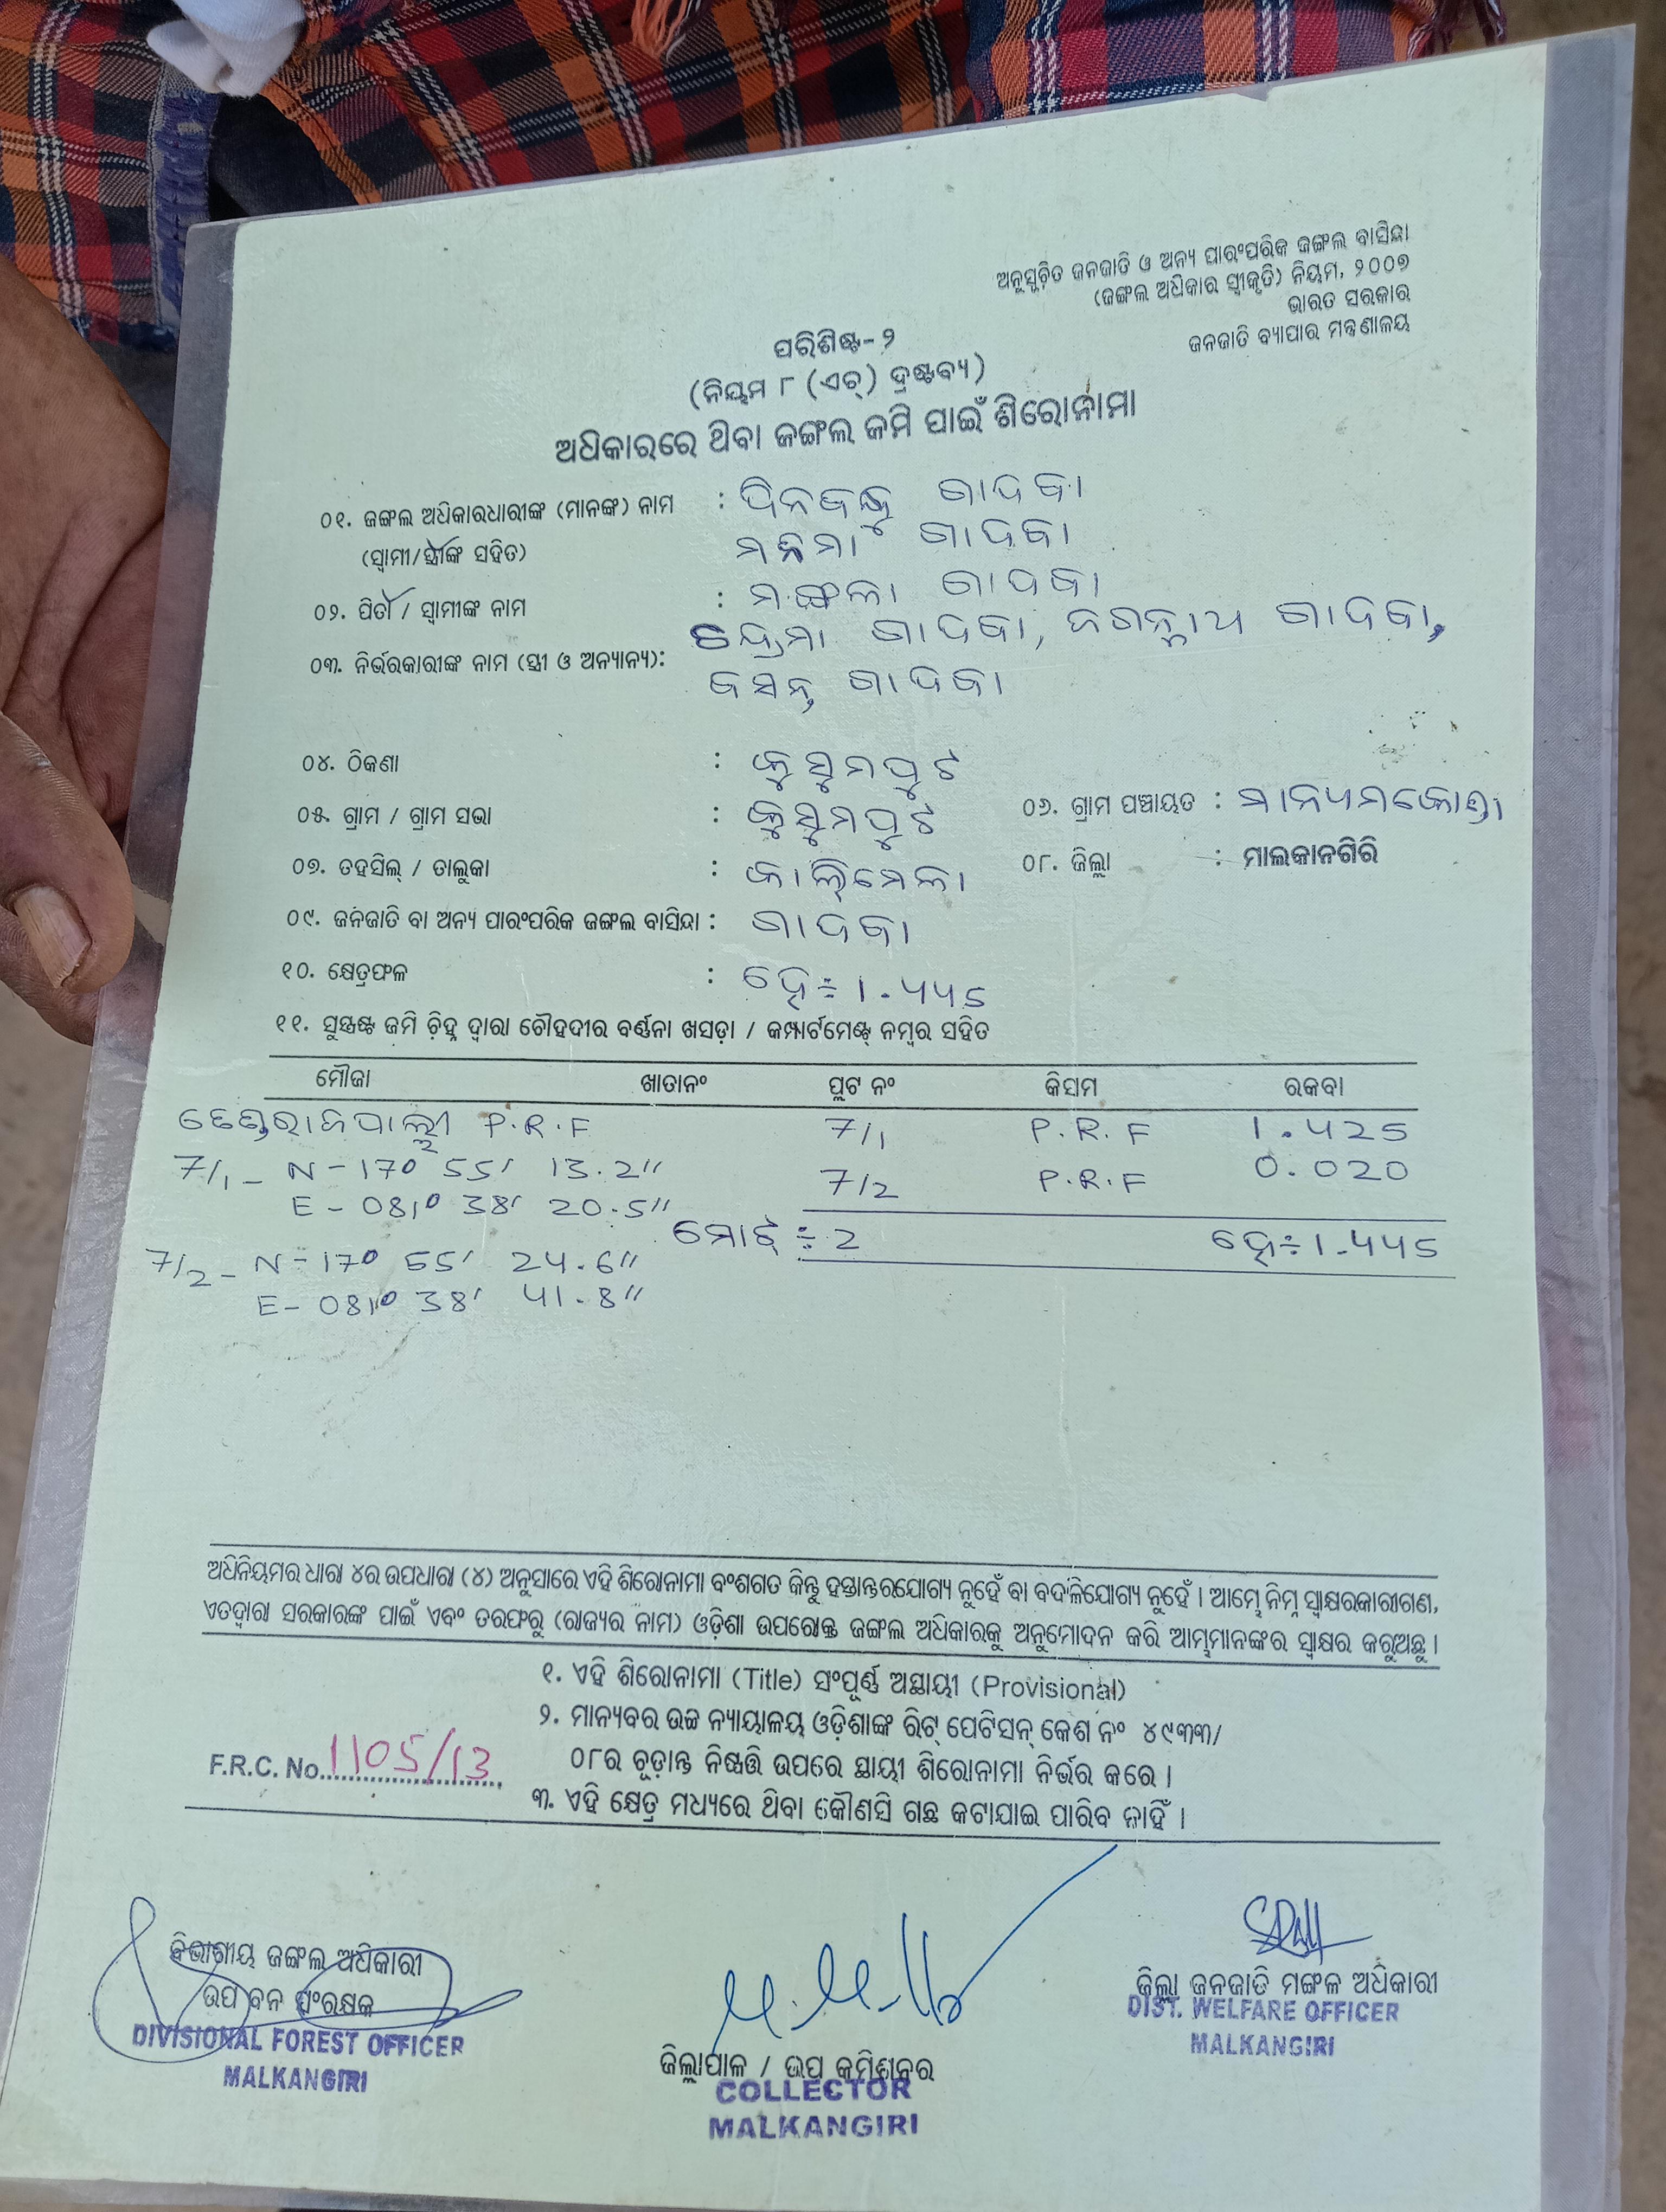 ଅନୁସୂଚିତ ଜନଜାତି ଓ ଅନ୍ୟ ପାରଂପରିକ ଜଙ୍ଗଲ ବାସିନ୍ଦା
(ଜଙ୍ଗଲ ଅଧିକାର ସ୍ୱୀକୃତି) ନିୟମ, ୨୦୦୭
ଭାରତ ସରକାର
ଜନଜାତି ବ୍ୟାପାର ମନ୍ତ୍ରଣାଳୟ
ପରିଶିଷ୍ଟ-୨
(ନିୟମ ୮ (ଏଚ୍) ଦ୍ରଷ୍ଟବ୍ୟ)
ଅଧିକାରରେ ଥିବା ଜଙ୍ଗଲ ଜମି ପାଇଁ ଶିରୋନାମା
୦୧. ଜଙ୍ଗଲ ଅଧିକାରଧାରୀଙ୍କ (ମାନଙ୍କ) ନାମ : ଦିନବନ୍ଧୁ ଗାଦବା
(ସ୍ୱାମୀ/ସ୍ତ୍ରୀଙ୍କ ସହିତ) ଗାଦବା
୦୨. ପିତା / ସ୍ୱାମୀଙ୍କ ନାମ : ମଙ୍ଗଳା ଗାଦବା
୦୩. ନିର୍ଭରକାରୀଙ୍କ ନାମ (ସ୍ତ୍ରୀ ଓ ଅନ୍ୟାନ୍ୟ): ଚନ୍ଦ୍ରମା ଗାଦବା, ଜଗନ୍ନାଥ ଗାଦବା,
ବସନ୍ତ ଗାଦବା
୦୪. ଠିକଣା : କୁସୁମପୁଟ
୦୫. ଗ୍ରାମ / ଗ୍ରାମ ସଭା : କୁସୁମପୁଟ ୦୬. ଗ୍ରାମ ପଞ୍ଚାୟତ : ମାନ୍ୟମକୋଣ୍ଡା
୦୭. ତହସିଲ୍ / ତାଲୁକା : କାଲିମେଳା ୦୮. ଜିଲ୍ଲା : ମାଲକାନଗିରି
୦୯. ଜନଜାତି ବା ଅନ୍ୟ ପାରଂପରିକ ଜଙ୍ଗଲ ବାସିନ୍ଦା : ଗାଦବା
୧୦. କ୍ଷେତ୍ରଫଳ : ହେ÷1.445
୧୧. ସୁସ୍ପଷ୍ଟ ଜମି ଚିହ୍ନ ଦ୍ୱାରା ଚୌହଦୀର ବର୍ଣ୍ଣନା ଖସଡ଼ା / କମ୍ପାର୍ଟମେଣ୍ଟ୍ ନମ୍ବର ସହିତ
ମୌଜା ଖାତାନଂ ପ୍ଲଟ ନଂ କିସମ ରକବା
P.R.F 7/1 P.R.F 1.425
7/1- N-17° 55' 13.2" 7/2 P.R.F 0.020
E-081° 38' 20.5"
ମୋଟ୍ ÷ 2 ହେ÷1.445
7/2- N-17° 55' 24.6"
E-081° 38' 41.8"
ଅଧିନିୟମର ଧାରା ୪ର ଉପଧାରା (୪) ଅନୁସାରେ ଏହି ଶିରୋନାମା ବଂଶଗତ କିନ୍ତୁ ହସ୍ତାନ୍ତରଯୋଗ୍ୟ ନୁହେଁ ବା ବଦଳିଯୋଗ୍ୟ ନୁହେଁ । ଆମ୍ଭେ ନିମ୍ନ ସ୍ୱାକ୍ଷରକାରୀଗଣ,
ଏତଦ୍ୱାରା ସରକାରଙ୍କ ପାଇଁ ଏବଂ ତରଫରୁ (ରାଜ୍ୟର ନାମ) ଓଡ଼ିଶା ଉପରୋକ୍ତ ଜଙ୍ଗଲ ଅଧିକାରକୁ ଅନୁମୋଦନ କରି ଆମ୍ଭମାନଙ୍କର ସ୍ୱାକ୍ଷର କରୁଅଛୁ ।
୧. ଏହି ଶିରୋନାମା (Title) ସଂପୂର୍ଣ୍ଣ ଅସ୍ଥାୟୀ (Provisional)
୨. ମାନ୍ୟବର ଉଚ୍ଚ ନ୍ୟାୟାଳୟ ଓଡ଼ିଶାଙ୍କ ରିଟ୍ ପେଟିସନ୍ କେଶ ନଂ ୪୯୩୩/
୦୮ର ଚୂଡ଼ାନ୍ତ ନିଷ୍ପତ୍ତି ଉପରେ ସ୍ଥାୟୀ ଶିରୋନାମା ନିର୍ଭର କରେ ।
F.R.C. No. 1105/13
୩. ଏହି କ୍ଷେତ୍ର ମଧ୍ୟରେ ଥିବା କୌଣସି ଗଛ କଟାଯାଇ ପାରିବ ନାହିଁ ।
ବିଭାଗୀୟ ଜଙ୍ଗଲ ଅଧିକାରୀ
ଉପ ବନ ସଂରକ୍ଷକ
DIVISIONAL FOREST OFFICER
MALKANGIRI
ଜିଲ୍ଲାପାଳ / ଉପ କମିଶନର
COLLECTOR
MALKANGIRI
ଜିଲ୍ଲା ଜନଜାତି ମଙ୍ଗଳ ଅଧିକାରୀ
DIST. WELFARE OFFICER
MALKANGIRI